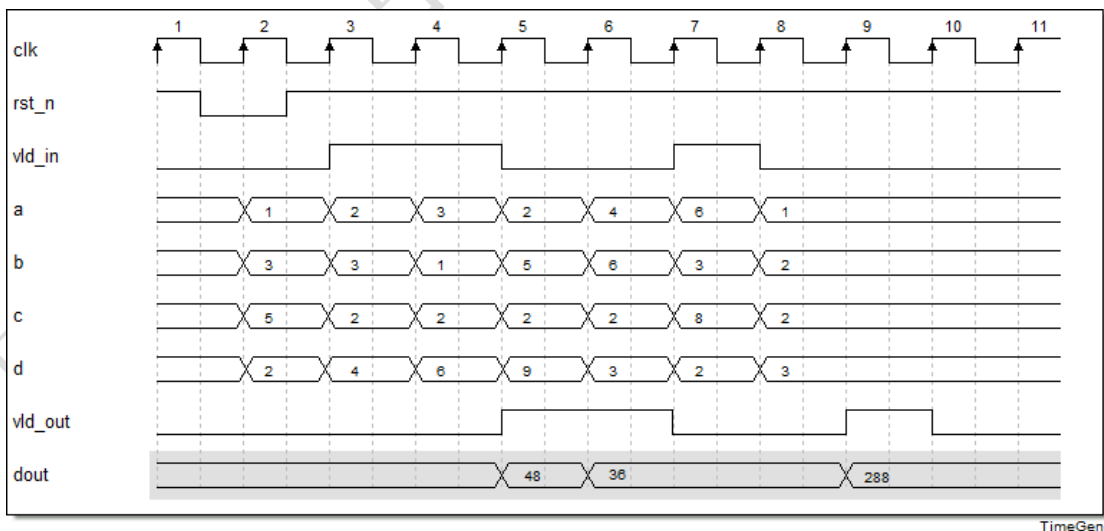 1 2 3 4 5 6 7 8 9 10 11
clk
rst_n
vld_in
a 1 2 3 2 4 6 1
b 3 3 1 5 6 3 2
c 5 2 2 2 2 8 2
d 2 4 6 9 3 2 3
vld_out
dout 48 36 288
TimeGen